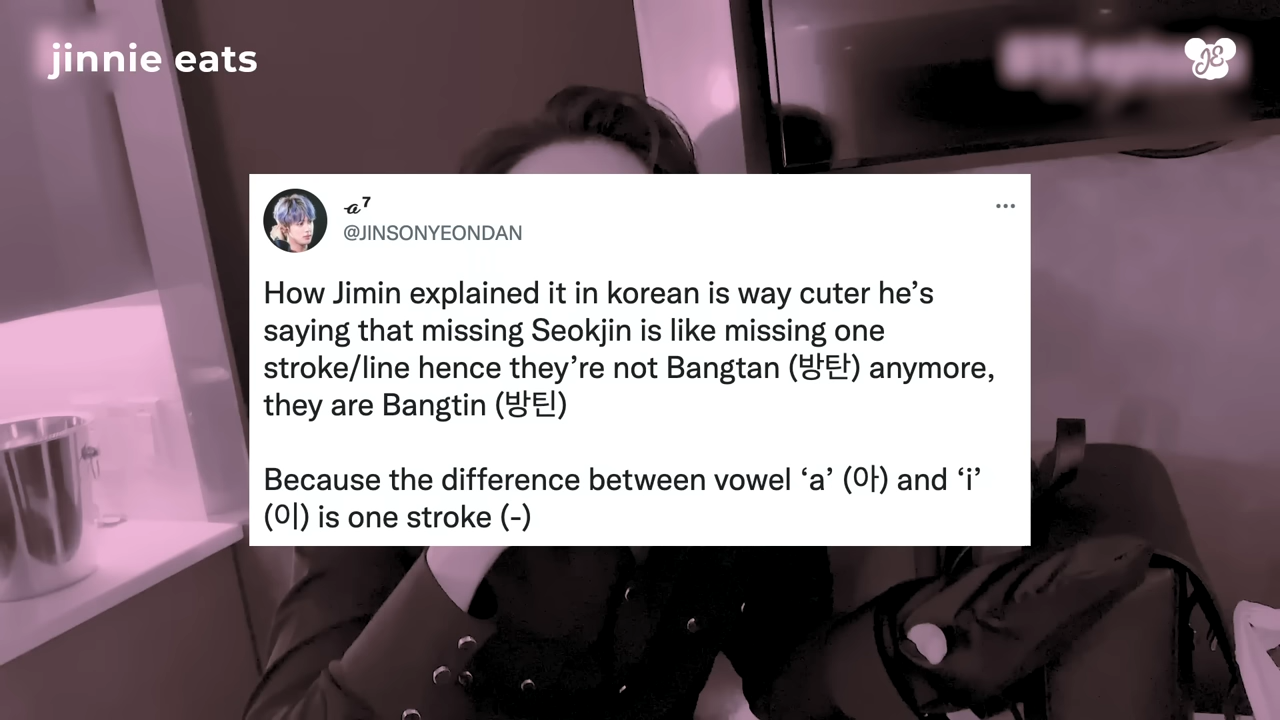 jinnie eats
JE
𝒶⁷
@JINSONYEONDAN
How Jimin explained it in korean is way cuter he’s
saying that missing Seokjin is like missing one
stroke/line hence they’re not Bangtan (방탄) anymore,
they are Bangtin (방틴)
Because the difference between vowel ‘a’ (아) and ‘i’
(이) is one stroke (-)